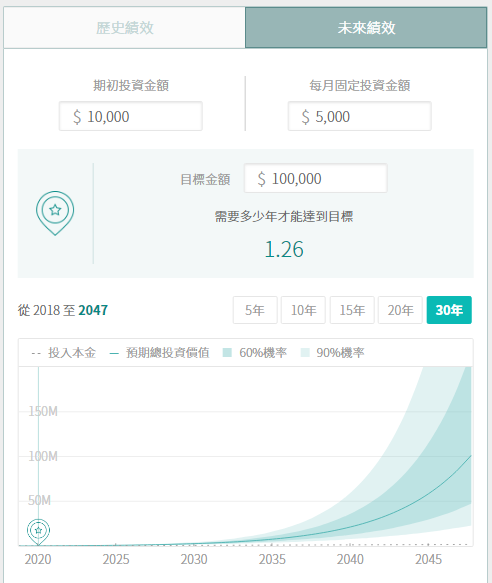 歷史績效 未來績效
期初投資金額 每月固定投資金額
$ 10,000 $ 5,000
目標金額 $ 100,000
需要多少年才能達到目標
1.26
從 2018 至 2047 5年 10年 15年 20年 30年
-- 投入本金 — 預期總投資價值 60%機率 90%機率
150M
100M
50M
2020 2025 2030 2035 2040 2045